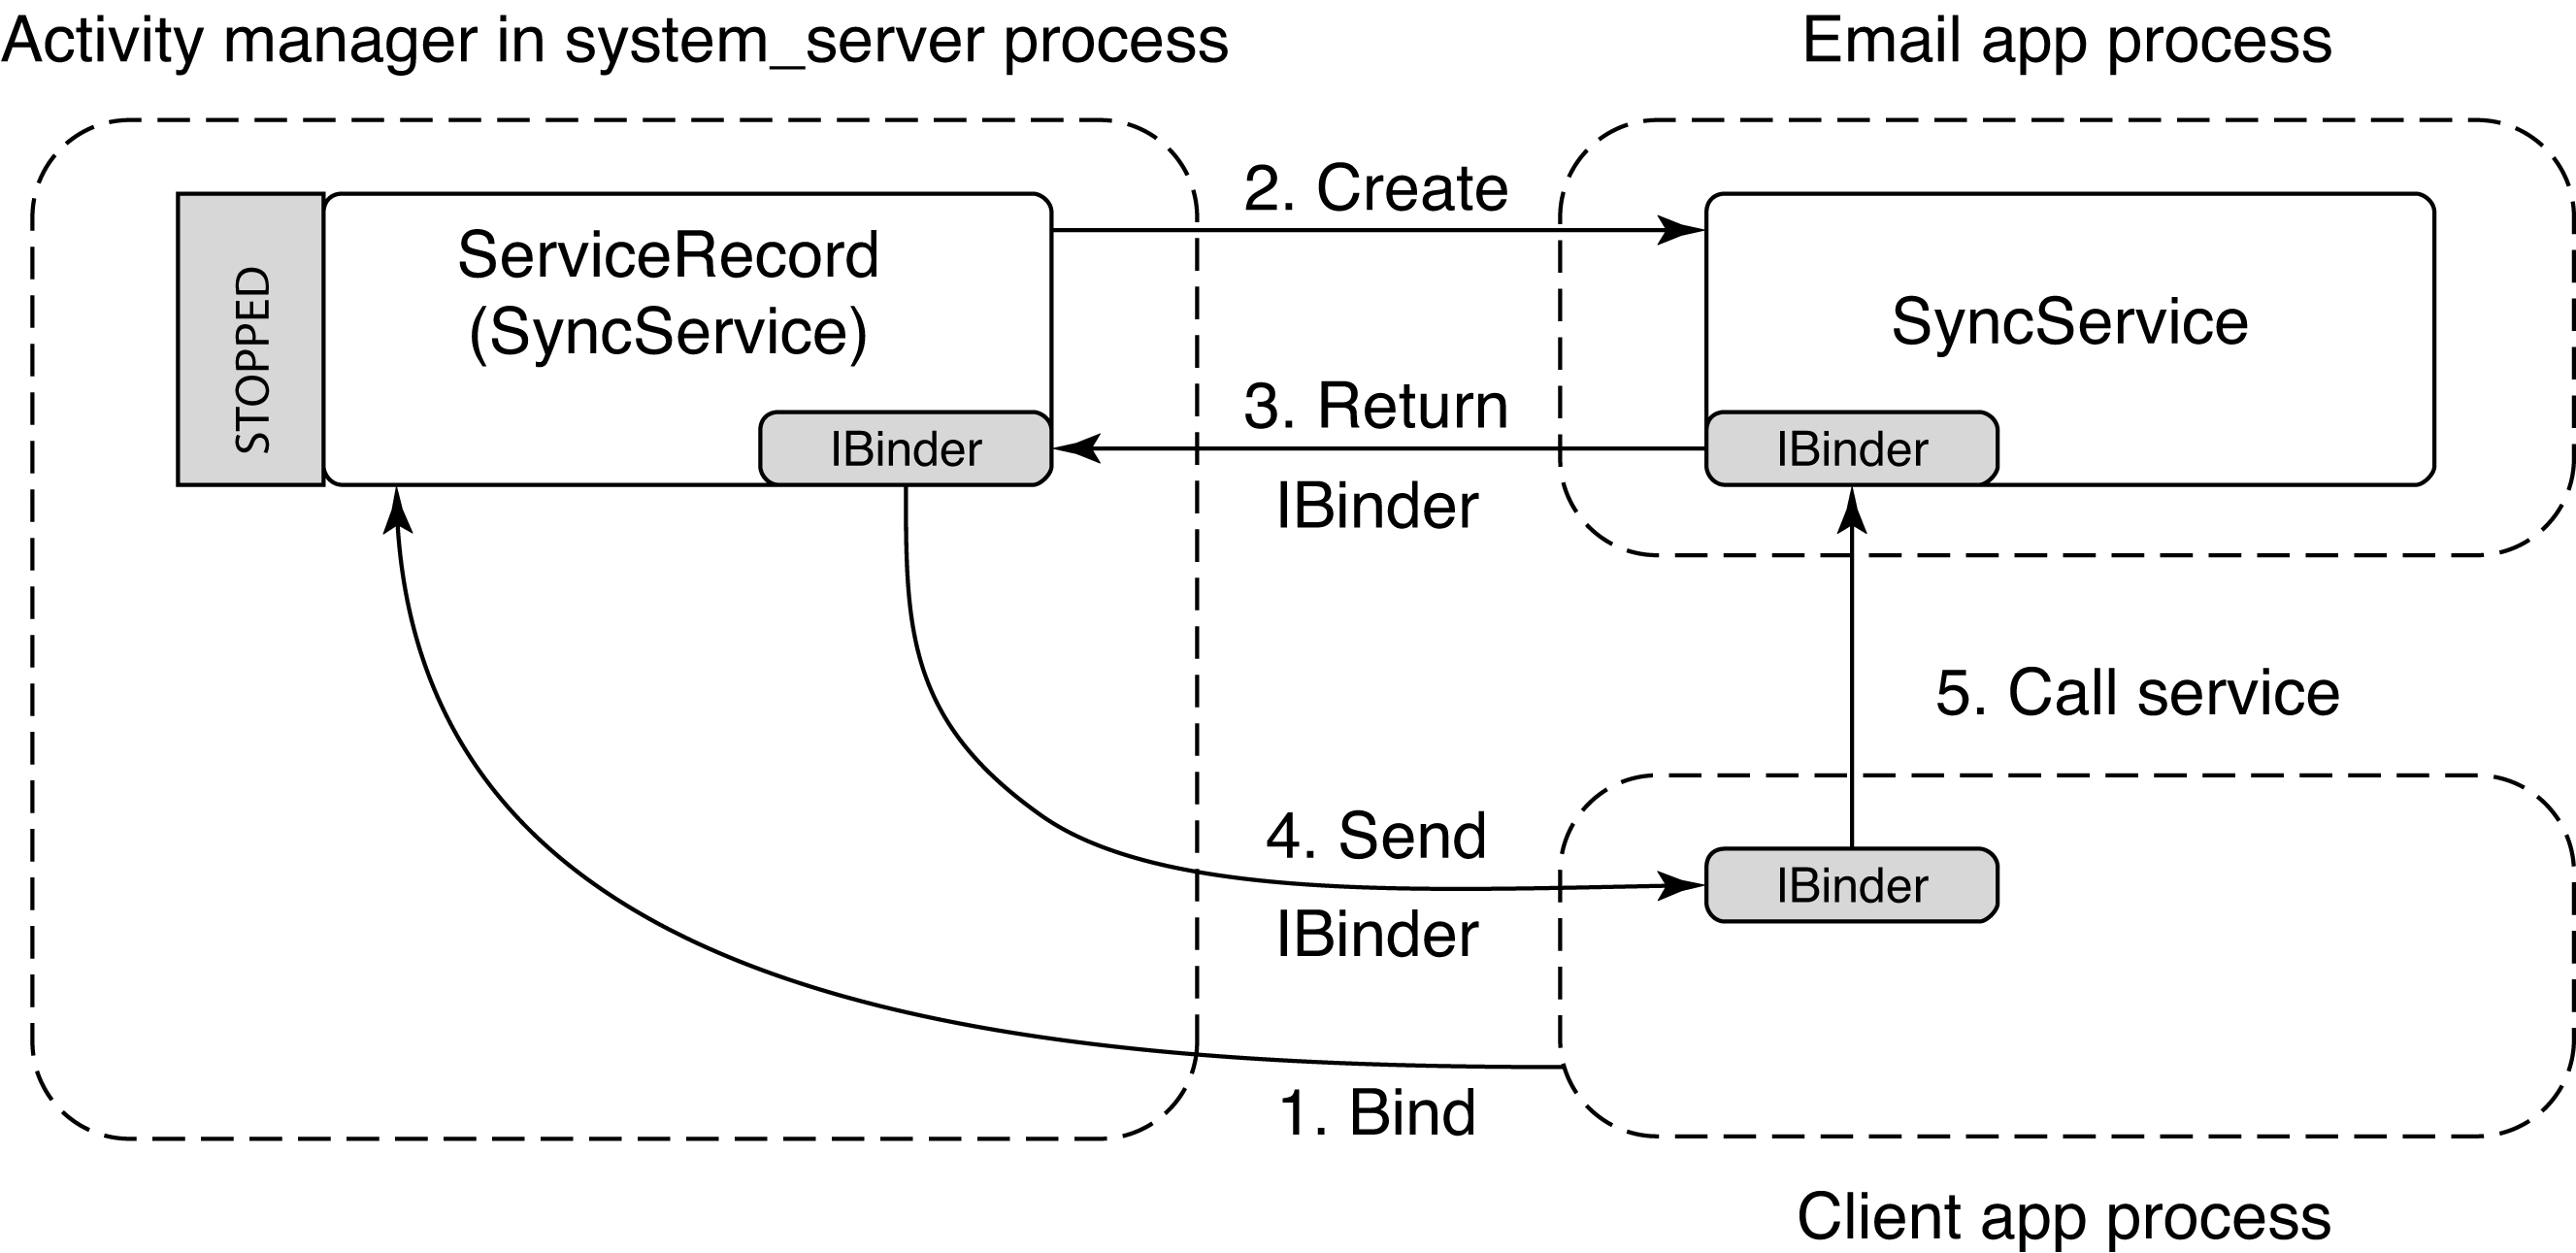 Activity manager in system_server process
Email app process
STOPPED
ServiceRecord
(SyncService)
IBinder
2. Create
3. Return
IBinder
SyncService
IBinder
5. Call service
4. Send
IBinder
IBinder
1. Bind
Client app process